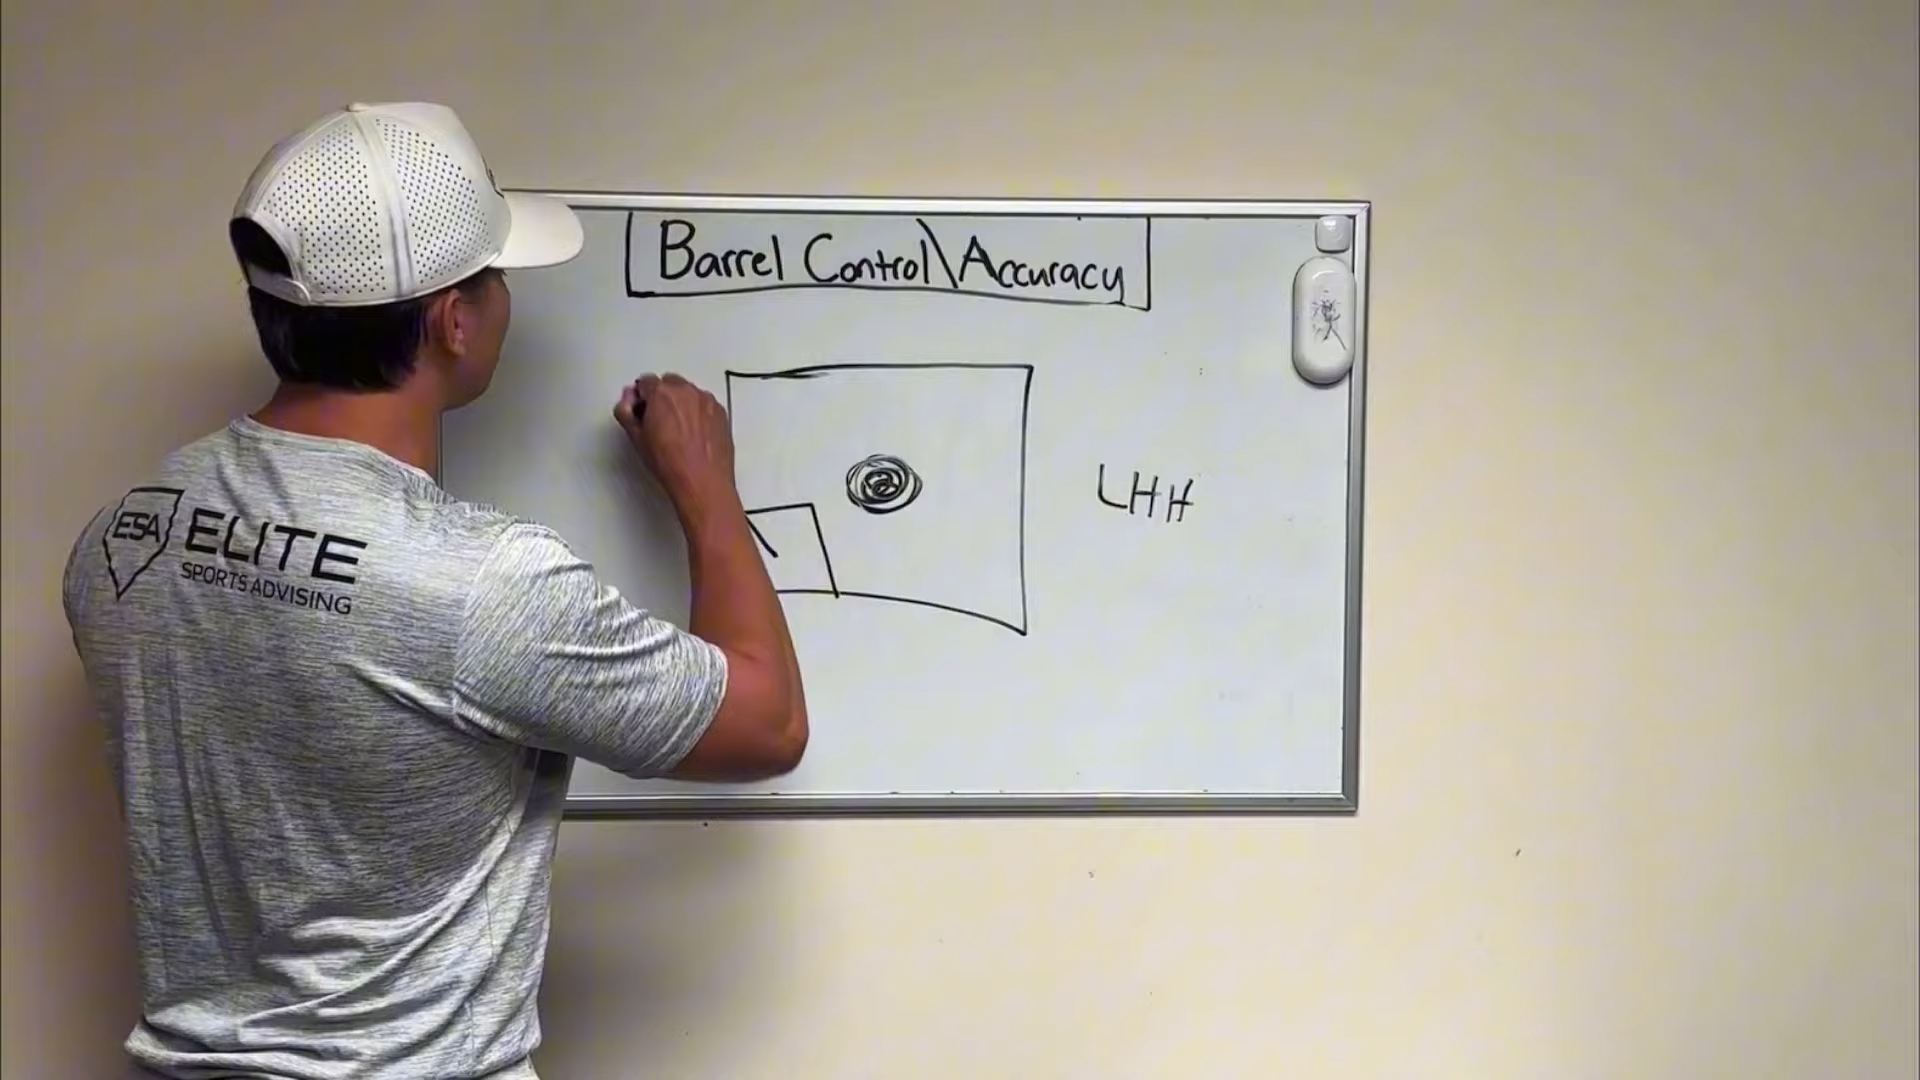 Barrel Control\Accuracy
LHH
ESA
ELITE
SPORTS ADVISING